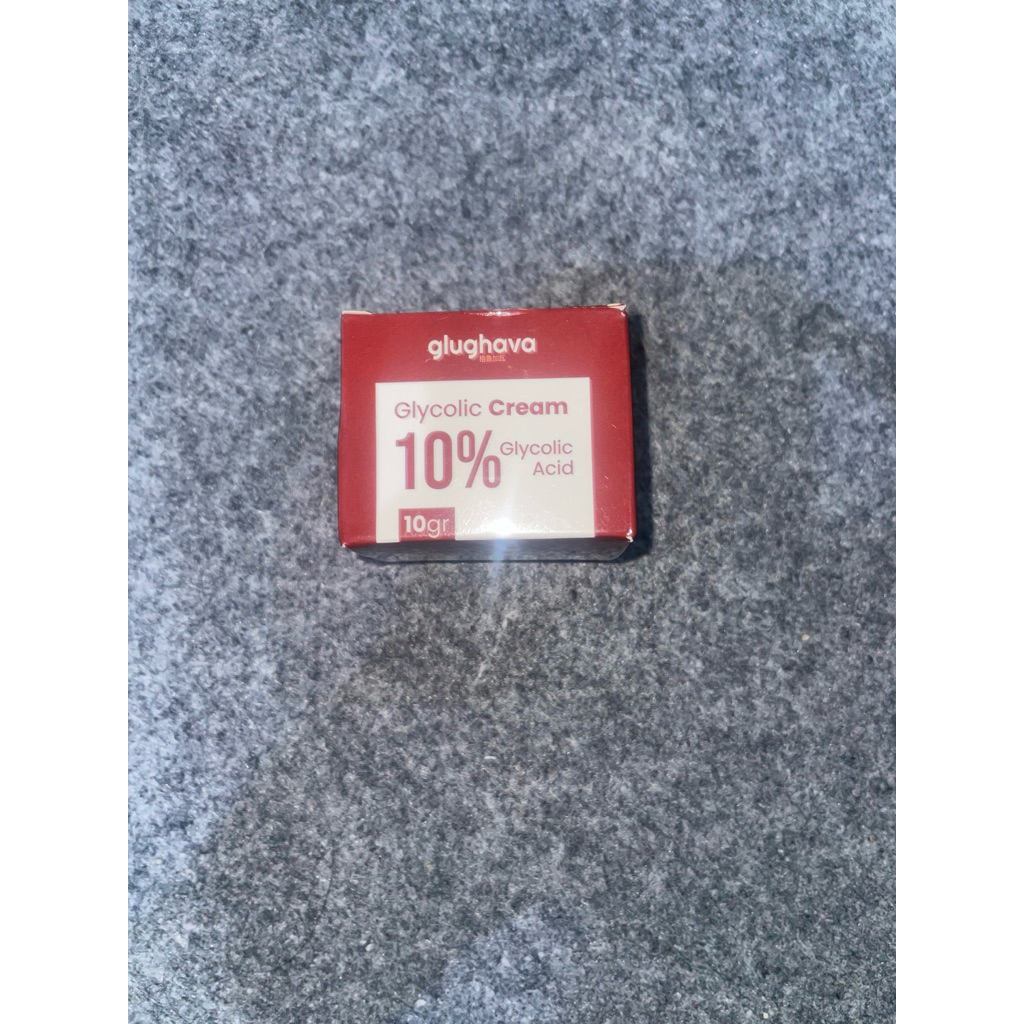 glughava
Glycolic Cream
10% Glycolic
Acid
10gr